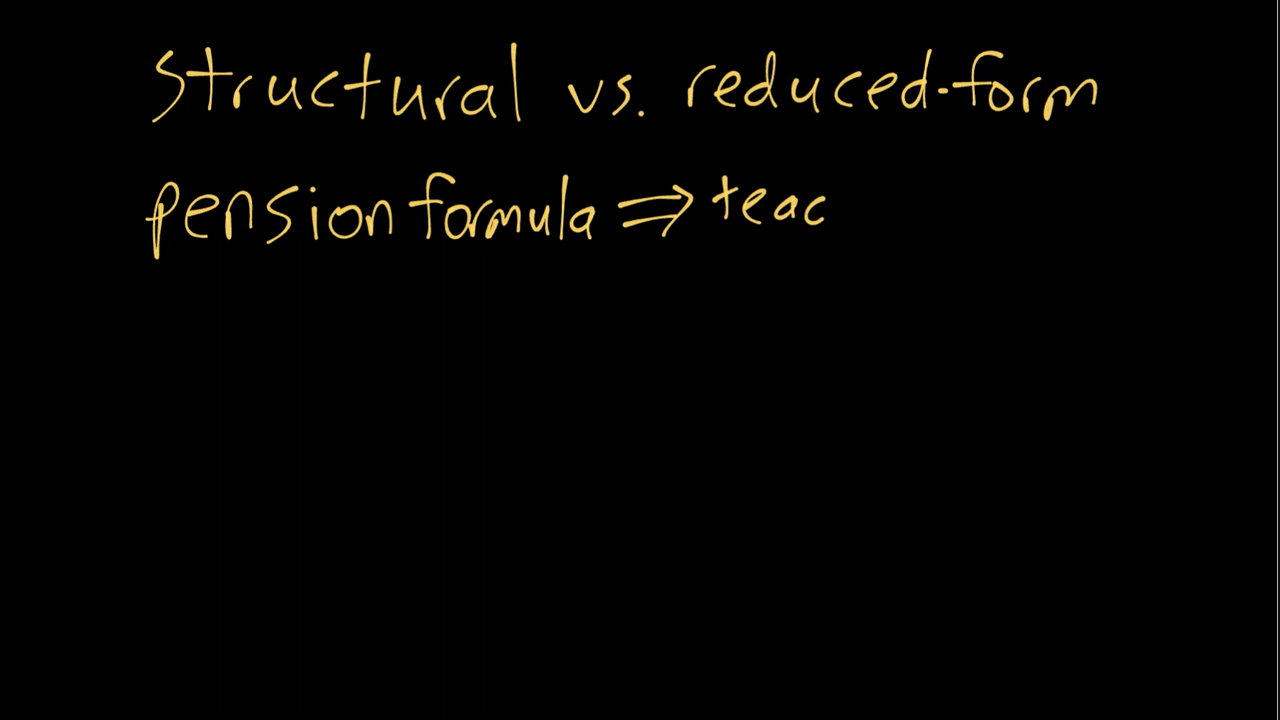 Structural vs. reduced-form
pension formula ⇒ teac